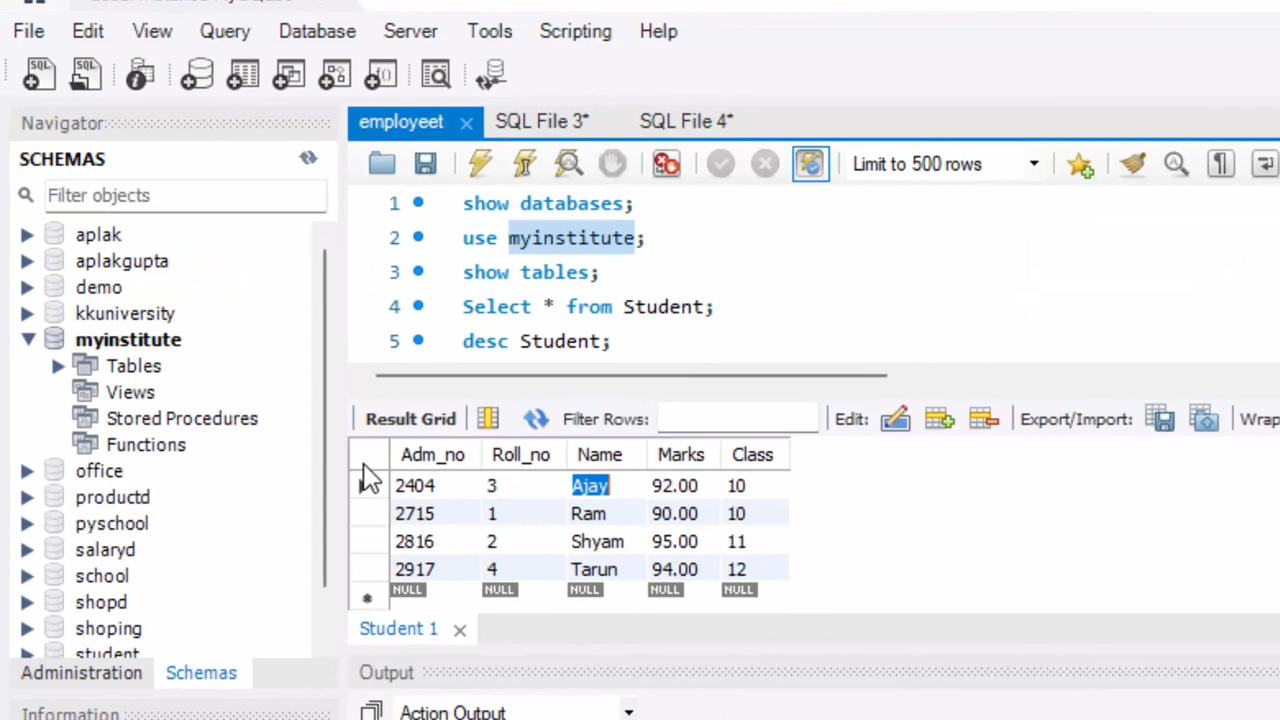 File Edit View Query Database Server Tools Scripting Help
Navigator
SCHEMAS
Filter objects
aplak
aplakgupta
demo
kkuniversity
myinstitute
Tables
Views
Stored Procedures
Functions
office
productd
pyschool
salaryd
school
shopd
shoping
student
Administration Schemas
Information
employeet SQL File 3* SQL File 4*
Limit to 500 rows
1 show databases;
2 use myinstitute;
3 show tables;
4 Select * from Student;
5 desc Student;
Result Grid Filter Rows: Edit: Export/Import: Wrap
Adm_no Roll_no Name Marks Class
2404 3 Ajay 92.00 10
2715 1 Ram 90.00 10
2816 2 Shyam 95.00 11
2917 4 Tarun 94.00 12
NULL NULL NULL NULL NULL
Student 1
Output
Action Output